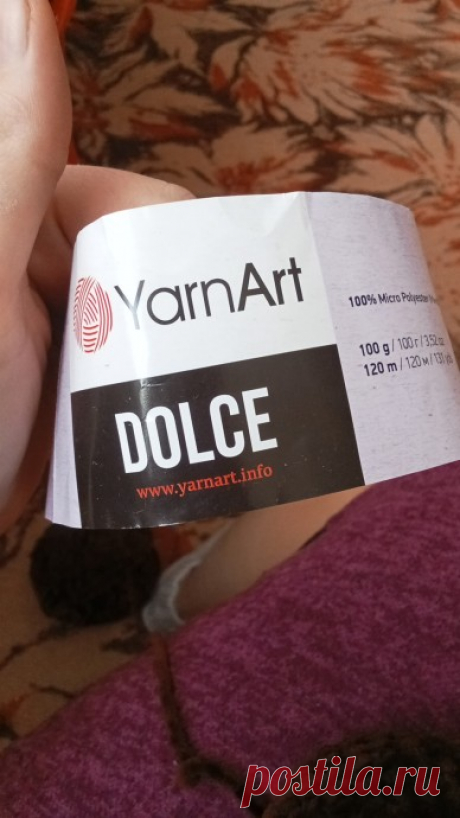 YarnArt
100% Micro Polyester
100 g / 100 г / 3,52 oz
120 m / 120 м / 131 yds
DOLCE
www.yarnart.info
postila.ru